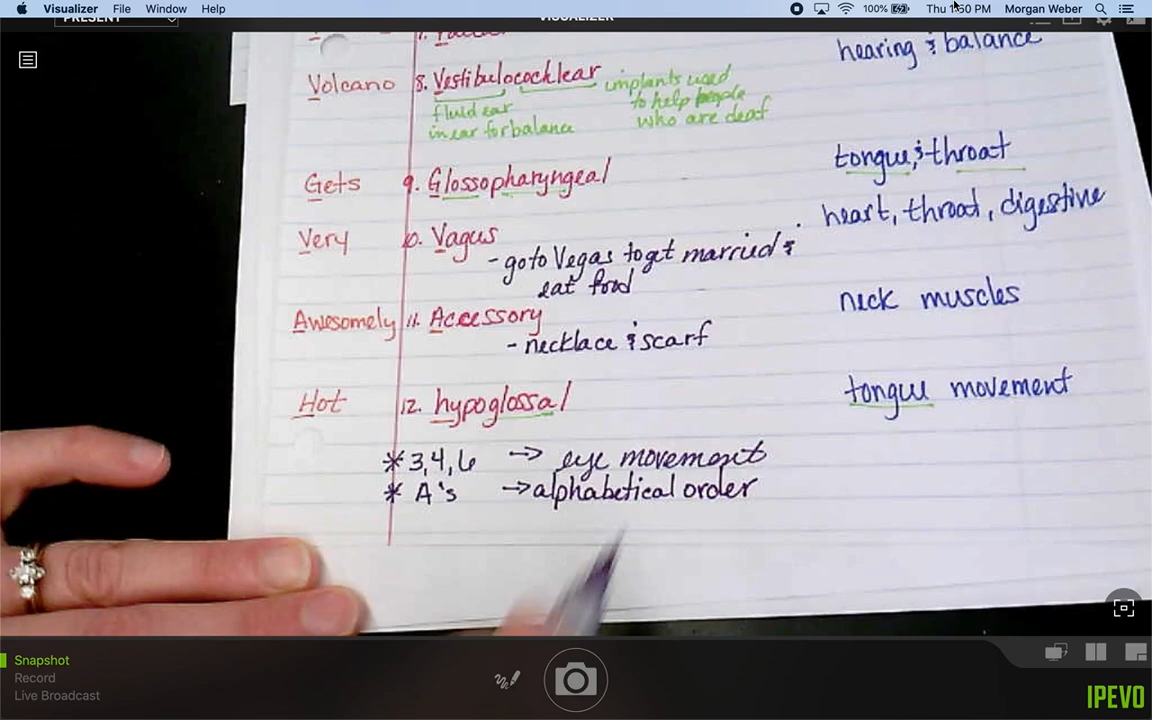 Visualizer File Window Help 100% Thu 1:50 PM Morgan Weber
PRESENT VISUALIZER
hearing & balance
Volcano 8. Vestibulocochlear implants used
to help people
who are deaf
fluid ear
in ear for balance
Gets 9. Glossopharyngeal tongue, & throat
Very 10. Vagus heart, throat, digestive
- go to Vegas to get married &
eat food
Awesomely 11. Accessory neck muscles
- necklace & scarf
Hot 12. hypoglossal tongue movement
* 3,4,6 -> eye movement
* A's -> alphabetical order
Snapshot
Record
Live Broadcast
IPEVO